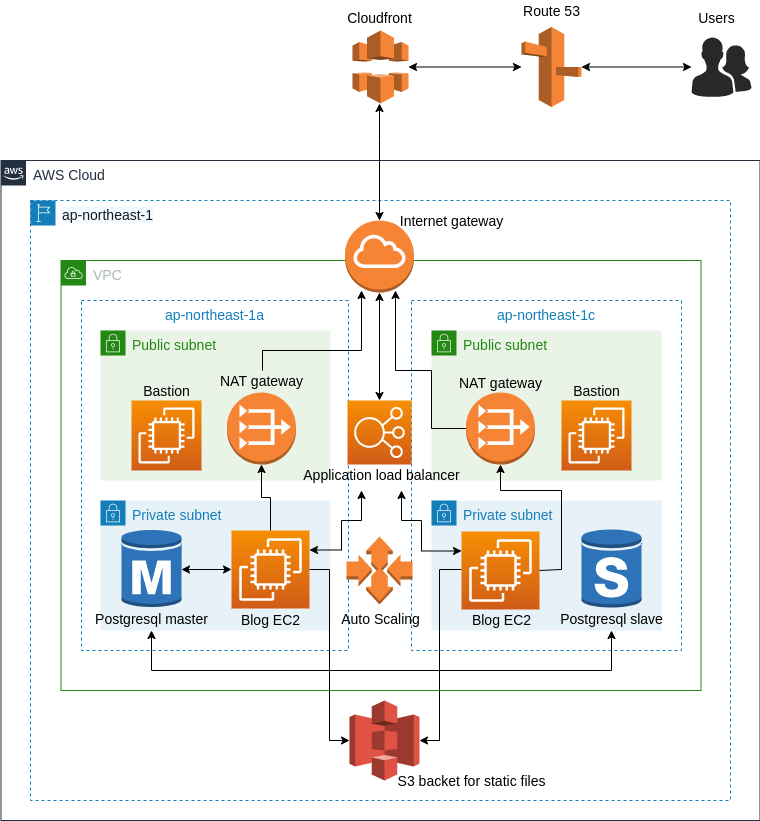 Cloudfront
Route 53
Users
aws
AWS Cloud
ap-northeast-1
Internet gateway
VPC
ap-northeast-1a
ap-northeast-1c
Public subnet
Public subnet
Bastion
NAT gateway
NAT gateway
Bastion
Application load balancer
Private subnet
Private subnet
M
S
Postgresql master
Blog EC2
Auto Scaling
Blog EC2
Postgresql slave
S3 backet for static files